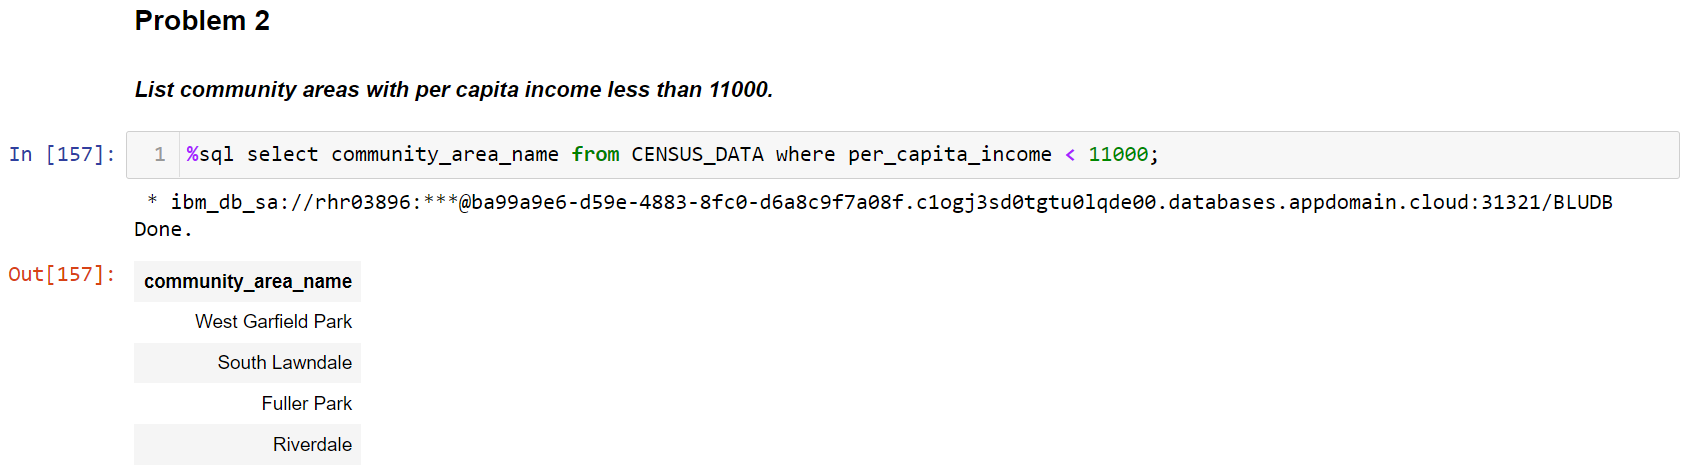 Problem 2
List community areas with per capita income less than 11000.
In [157]: 1 %sql select community_area_name from CENSUS_DATA where per_capita_income < 11000;
* ibm_db_sa://rhr03896:***@ba99a9e6-d59e-4883-8fc0-d6a8c9f7a08f.c1ogj3sd0tgtu0lqde00.databases.appdomain.cloud:31321/BLUDB
Done.
Out[157]: community_area_name
West Garfield Park
South Lawndale
Fuller Park
Riverdale